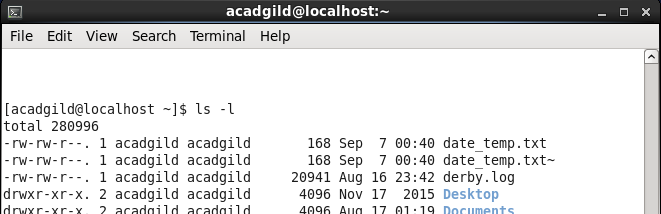 acadgild@localhost:~
File Edit View Search Terminal Help
[acadgild@localhost ~]$ ls -l
total 280996
-rw-rw-r--. 1 acadgild acadgild       168 Sep  7 00:40 date_temp.txt
-rw-rw-r--. 1 acadgild acadgild       168 Sep  7 00:40 date_temp.txt~
-rw-rw-r--. 1 acadgild acadgild     20941 Aug 16 23:42 derby.log
drwxr-xr-x. 2 acadgild acadgild      4096 Nov 17  2015 Desktop
drwxr-xr-x. 2 acadgild acadgild      4096 Aug 17 01:19 Documents